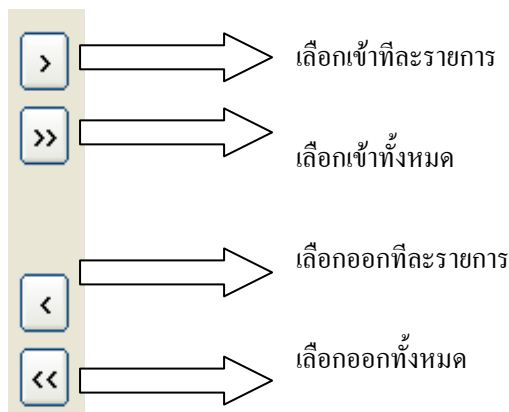 > เลือกเข้าทีละรายการ
>> เลือกเข้าทั้งหมด
< เลือกออกทีละรายการ
<< เลือกออกทั้งหมด